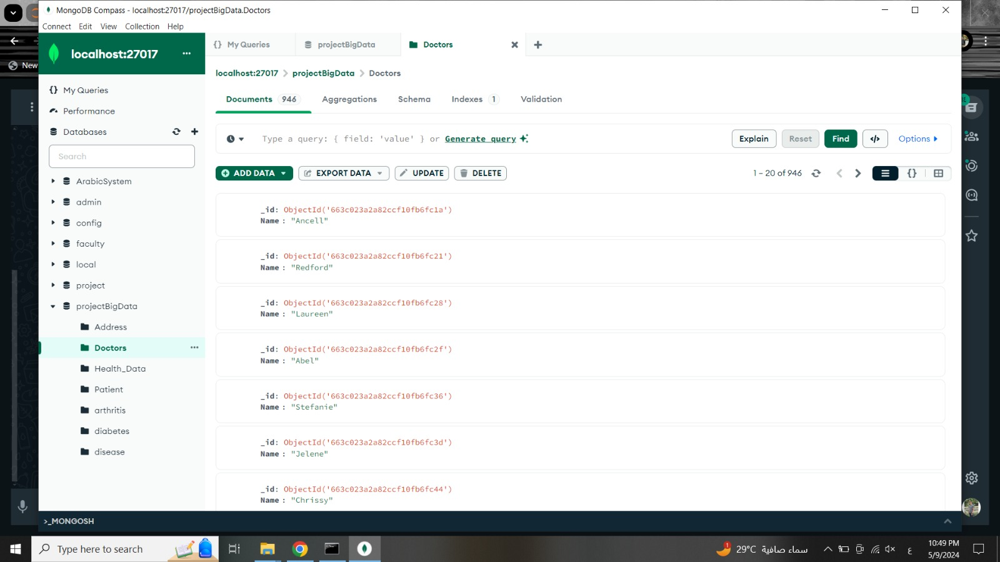 MongoDB Compass - localhost:27017/projectBigData.Doctors
Connect Edit View Collection Help
New
localhost:27017 ···
{} My Queries
projectBigData
Doctors
localhost:27017 > projectBigData > Doctors
My Queries
Performance
Databases
Search
ArabicSystem
admin
config
faculty
local
project
projectBigData
Address
Doctors ···
Health_Data
Patient
arthritis
diabetes
disease
Documents 946 Aggregations Schema Indexes 1 Validation
Type a query: { field: 'value' } or Generate query
Explain Reset Find </> Options
ADD DATA EXPORT DATA UPDATE DELETE
1 – 20 of 946
_id: ObjectId('663c023a2a82ccf10fb6fc1a')
Name : "Ancell"
_id: ObjectId('663c023a2a82ccf10fb6fc21')
Name : "Redford"
_id: ObjectId('663c023a2a82ccf10fb6fc28')
Name : "Laureen"
_id: ObjectId('663c023a2a82ccf10fb6fc2f')
Name : "Abel"
_id: ObjectId('663c023a2a82ccf10fb6fc36')
Name : "Stefanie"
_id: ObjectId('663c023a2a82ccf10fb6fc3d')
Name : "Jelene"
_id: ObjectId('663c023a2a82ccf10fb6fc44')
Name : "Chrissy"
>_MONGOSH
Type here to search
1
29°C سماء صافية
ع
10:49 PM
5/9/2024